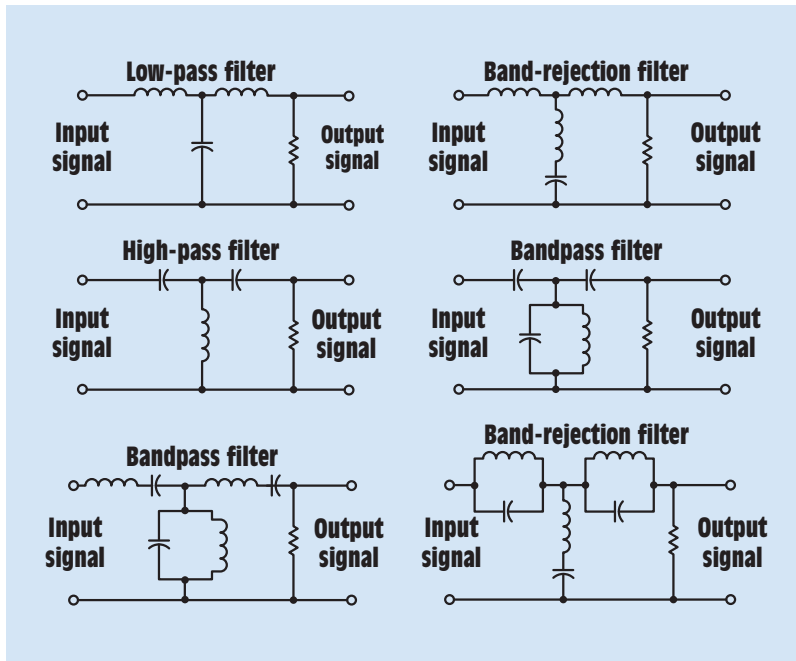 Low-pass filter
Input
signal
Output
signal
Band-rejection filter
Input
signal
Output
signal
High-pass filter
Input
signal
Output
signal
Bandpass filter
Input
signal
Output
signal
Bandpass filter
Input
signal
Output
signal
Band-rejection filter
Input
signal
Output
signal